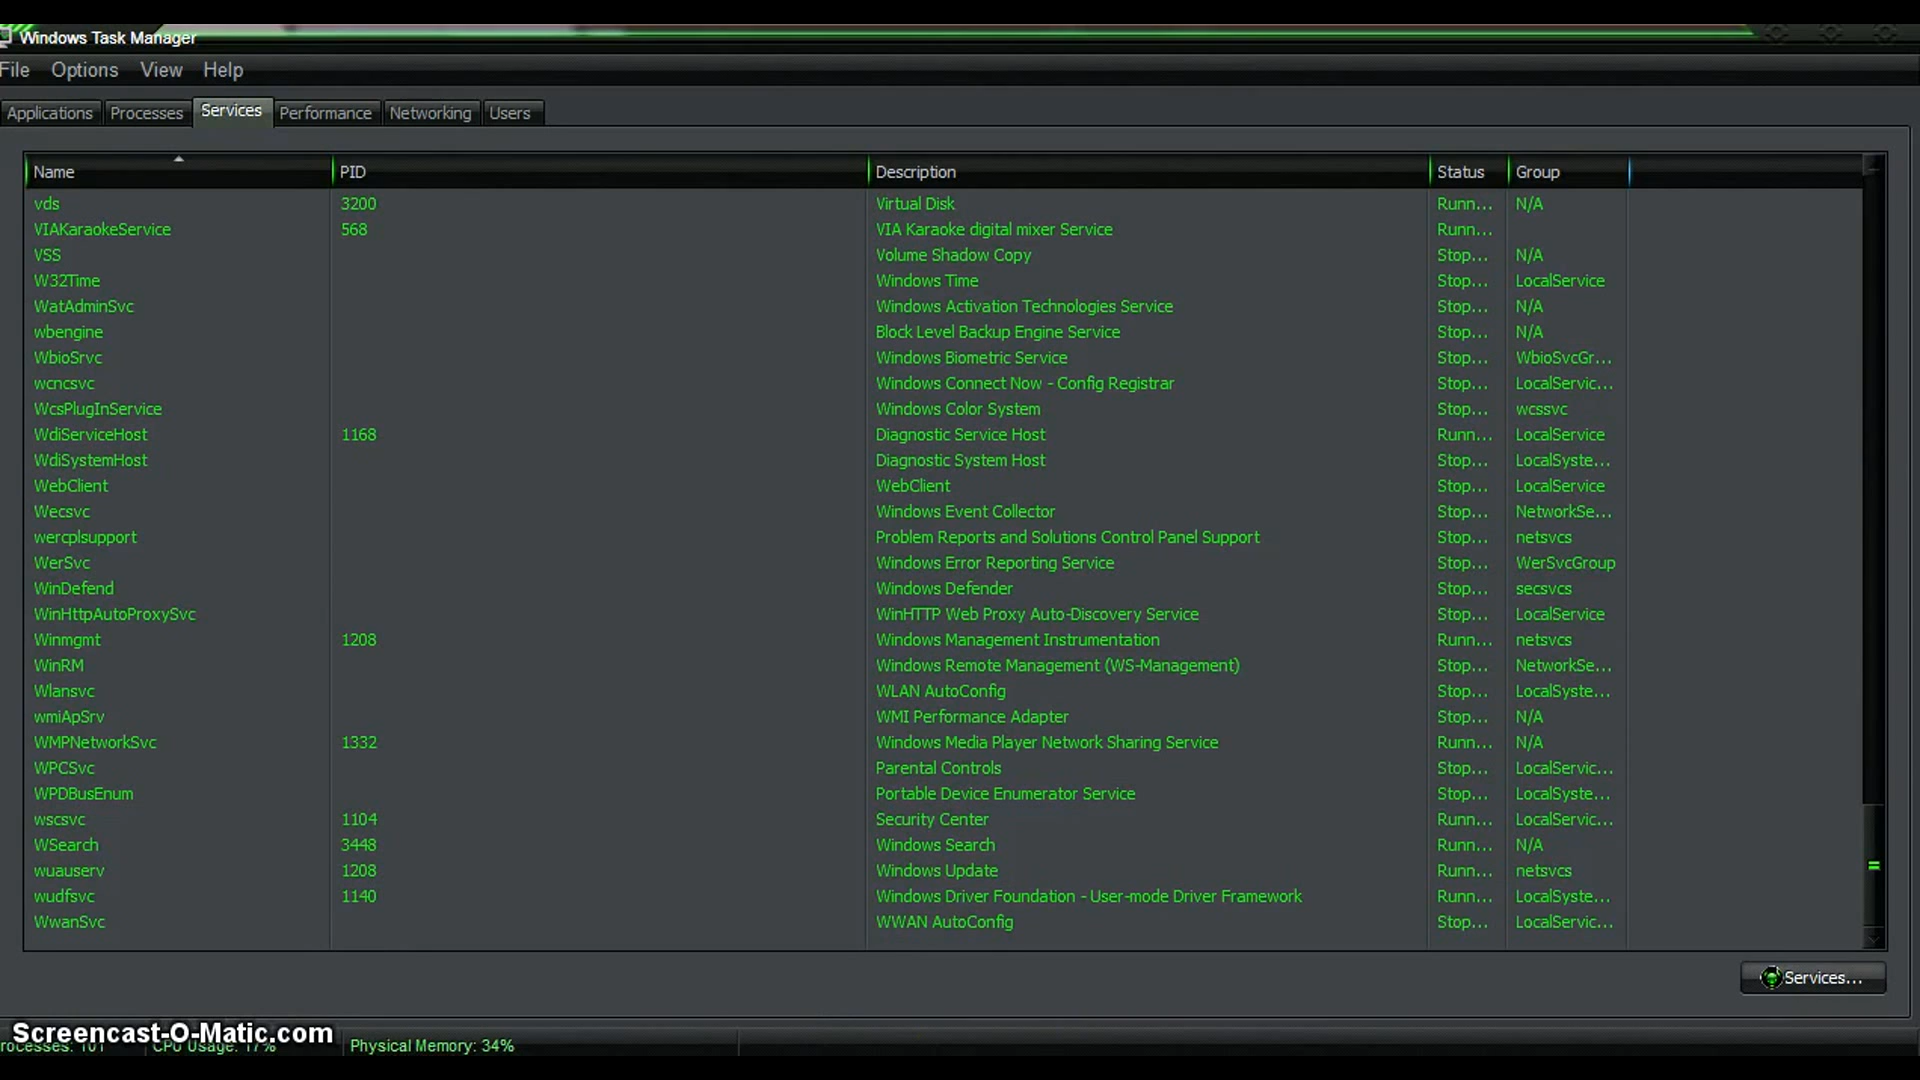 Windows Task Manager
File Options View Help
Applications Processes Services Performance Networking Users
Name PID Description Status Group
vds 3200 Virtual Disk Runn... N/A
VIAKaraokeService 568 VIA Karaoke digital mixer Service Runn...
VSS Volume Shadow Copy Stop... N/A
W32Time Windows Time Stop... LocalService
WatAdminSvc Windows Activation Technologies Service Stop... N/A
wbengine Block Level Backup Engine Service Stop... N/A
WbioSrvc Windows Biometric Service Stop... WbioSvcGr...
wcncsvc Windows Connect Now - Config Registrar Stop... LocalServic...
WcsPlugInService Windows Color System Stop... wcssvc
WdiServiceHost 1168 Diagnostic Service Host Runn... LocalService
WdiSystemHost Diagnostic System Host Stop... LocalSyste...
WebClient WebClient Stop... LocalService
Wecsvc Windows Event Collector Stop... NetworkSe...
wercplsupport Problem Reports and Solutions Control Panel Support Stop... netsvcs
WerSvc Windows Error Reporting Service Stop... WerSvcGroup
WinDefend Windows Defender Stop... secsvcs
WinHttpAutoProxySvc WinHTTP Web Proxy Auto-Discovery Service Stop... LocalService
Winmgmt 1208 Windows Management Instrumentation Runn... netsvcs
WinRM Windows Remote Management (WS-Management) Stop... NetworkSe...
Wlansvc WLAN AutoConfig Stop... LocalSyste...
wmiApSrv WMI Performance Adapter Stop... N/A
WMPNetworkSvc 1332 Windows Media Player Network Sharing Service Runn... N/A
WPCSvc Parental Controls Stop... LocalServic...
WPDBusEnum Portable Device Enumerator Service Stop... LocalSyste...
wscsvc 1104 Security Center Runn... LocalServic...
WSearch 3448 Windows Search Runn... N/A
wuauserv 1208 Windows Update Runn... netsvcs
wudfsvc 1140 Windows Driver Foundation - User-mode Driver Framework Runn... LocalSyste...
WwanSvc WWAN AutoConfig Stop... LocalServic...
Services...
Screencast-O-Matic.com
rocesses: 101 CPU Usage: 17% Physical Memory: 34%